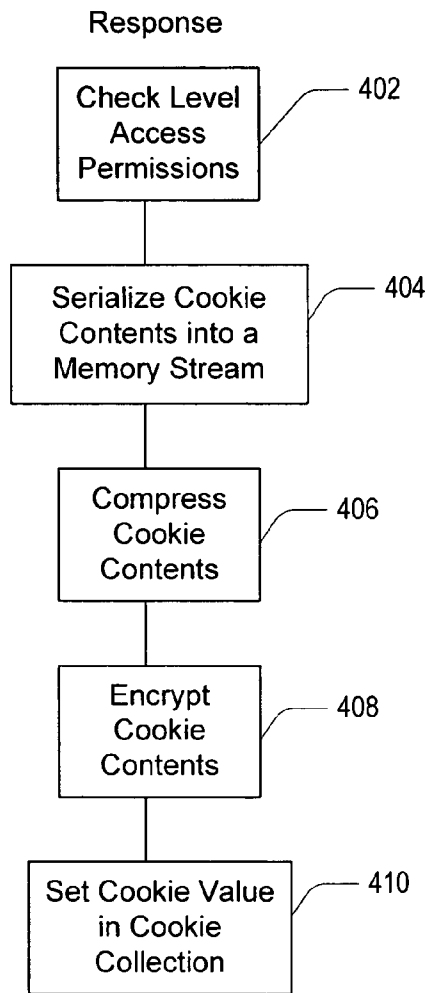 Response
Check Level
Access
Permissions
402
Serialize Cookie
Contents into a
Memory Stream
404
Compress
Cookie
Contents
406
Encrypt
Cookie
Contents
408
Set Cookie Value
in Cookie
Collection
410